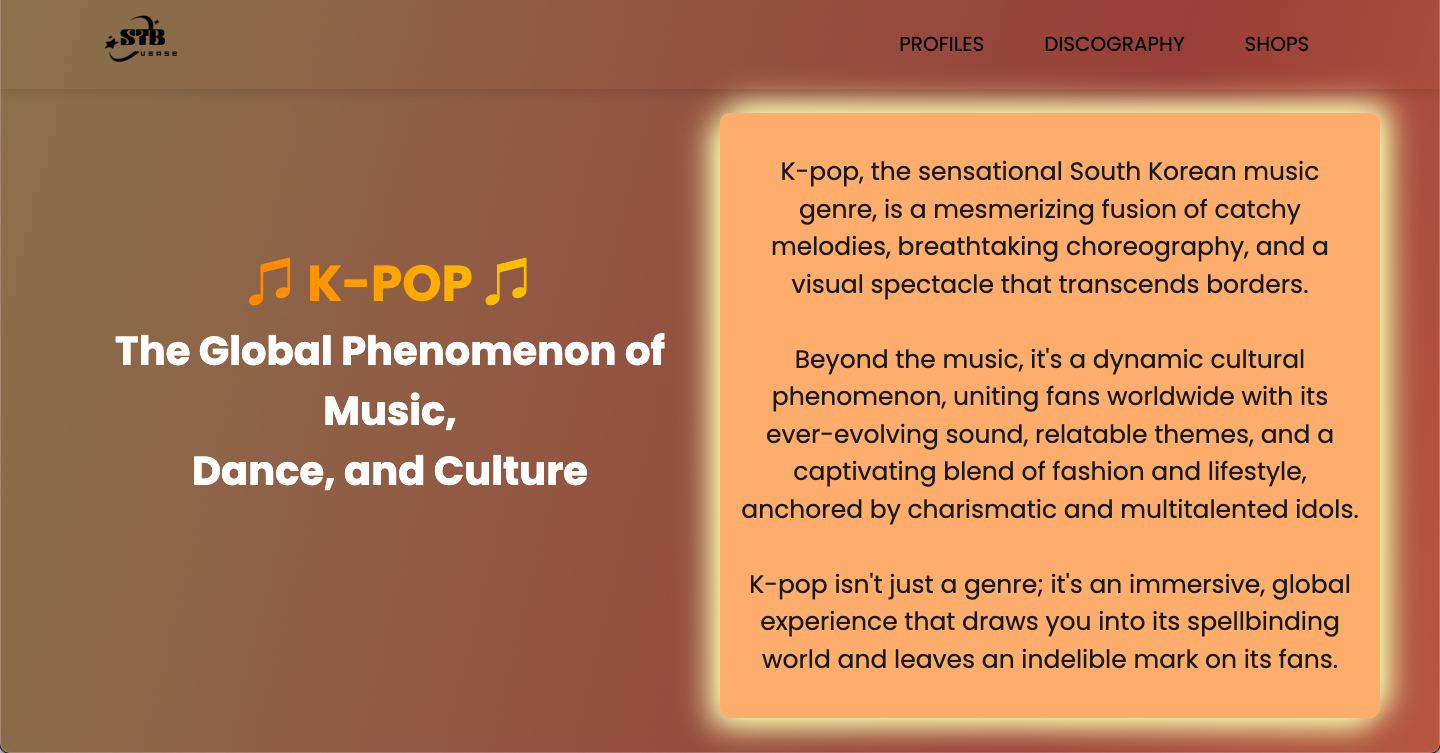 STB
VERSE
PROFILES DISCOGRAPHY SHOPS
🎵 K-POP 🎵
The Global Phenomenon of
Music,
Dance, and Culture
K-pop, the sensational South Korean music
genre, is a mesmerizing fusion of catchy
melodies, breathtaking choreography, and a
visual spectacle that transcends borders.
Beyond the music, it's a dynamic cultural
phenomenon, uniting fans worldwide with its
ever-evolving sound, relatable themes, and a
captivating blend of fashion and lifestyle,
anchored by charismatic and multitalented idols.
K-pop isn't just a genre; it's an immersive, global
experience that draws you into its spellbinding
world and leaves an indelible mark on its fans.